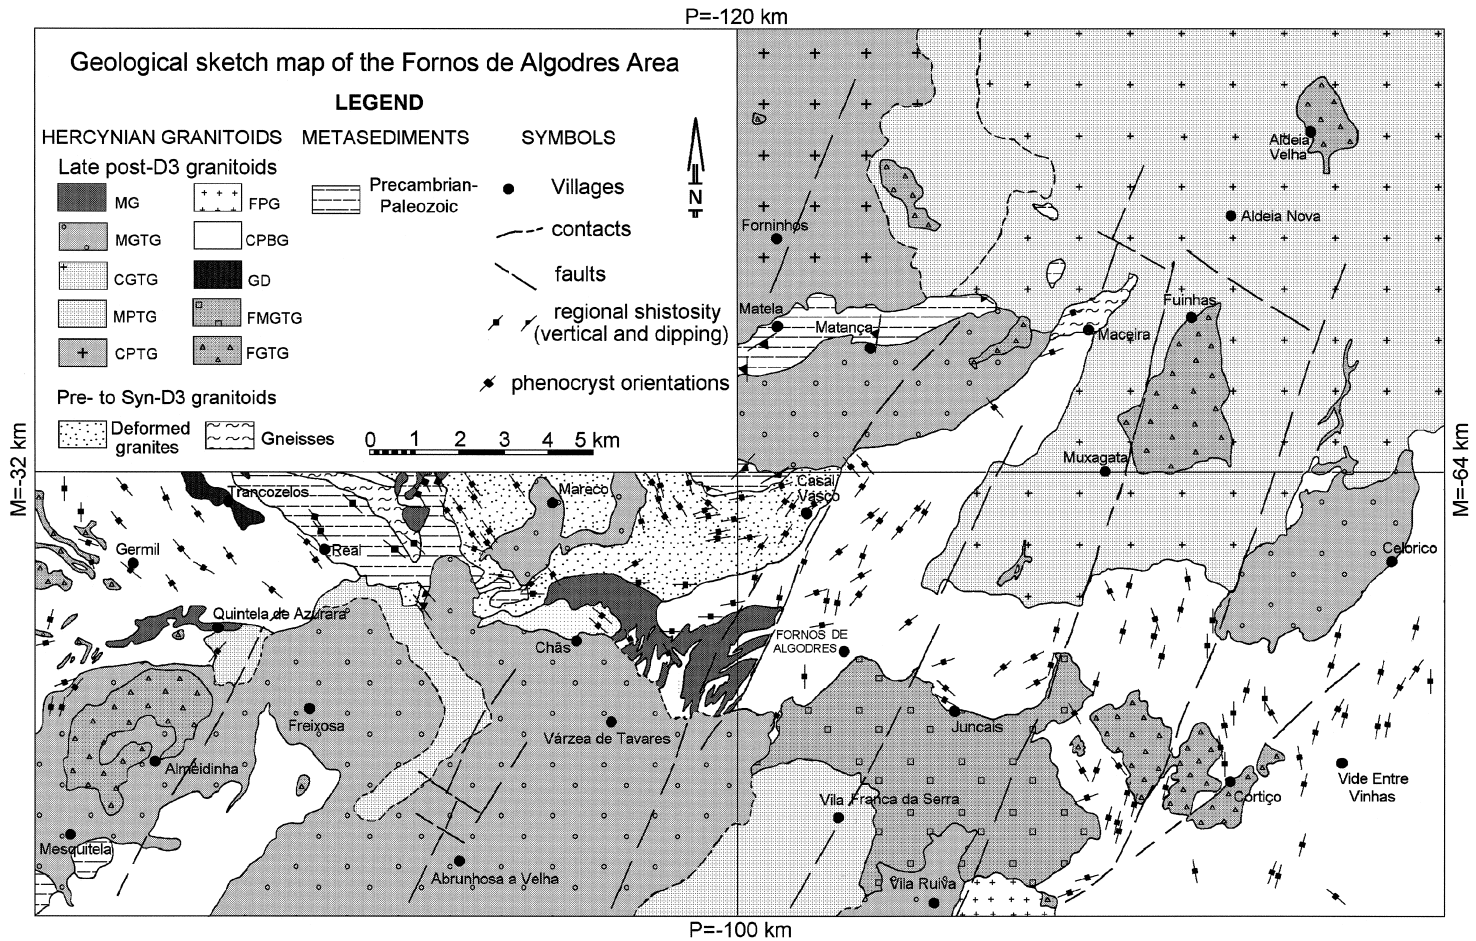 P=-120 km
Geological sketch map of the Fornos de Algodres Area
LEGEND
HERCYNIAN GRANITOIDS
METASEDIMENTS
SYMBOLS
Late post-D3 granitoids
MG
FPG
MGTG
CPBG
CGTG
GD
MPTG
FMGTG
CPTG
FGTG
Precambrian-
Paleozoic
Villages
contacts
faults
regional shistosity
(vertical and dipping)
phenocryst orientations
Pre- to Syn-D3 granitoids
Deformed
granites
Gneisses
0 1 2 3 4 5 km
N
M=-32 km
M=-64 km
Aldeia
Velha
Aldeia Nova
Forninhos
Matela
Matança
Maceira
Fuinhas
Muxagata
Trancozelos
Mareco
Casal
Vasco
Germil
Real
Celorico
Quintela de Azurara
Chãs
FORNOS DE
ALGODRES
Freixosa
Várzea de Tavares
Juncais
Almeidinha
Vila Franca da Serra
Cortiço
Vide Entre
Vinhas
Mesquitela
Abrunhosa a Velha
Vila Ruiva
P=-100 km